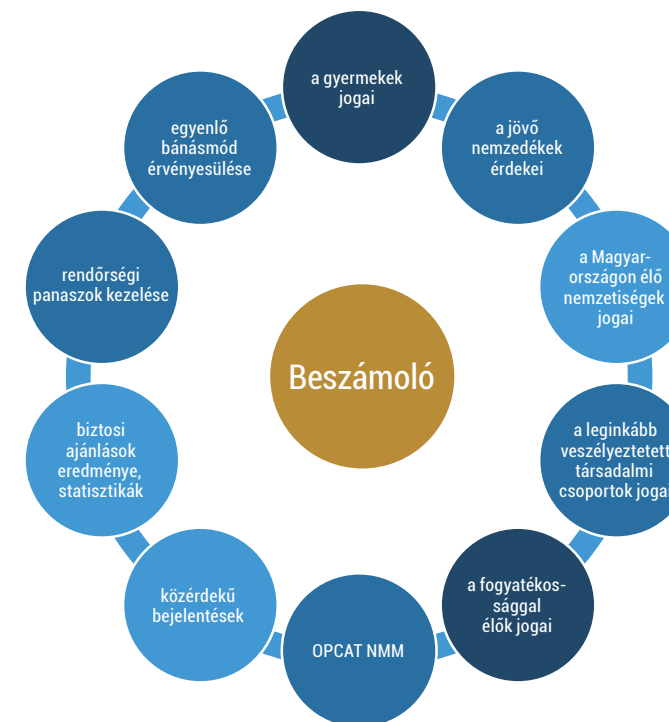 a gyermekek
jogai
a jövő
nemzedékek
érdekei
a Magyar-
országon élő
nemzetiségek
jogai
a leginkább
veszélyeztetett
társadalmi
csoportok jogai
a fogyatékos-
sággal
élők jogai
OPCAT NMM
közérdekű
bejelentések
biztosi
ajánlások
eredménye,
statisztikák
rendőrségi
panaszok kezelése
egyenlő
bánásmód
érvényesülése
Beszámoló